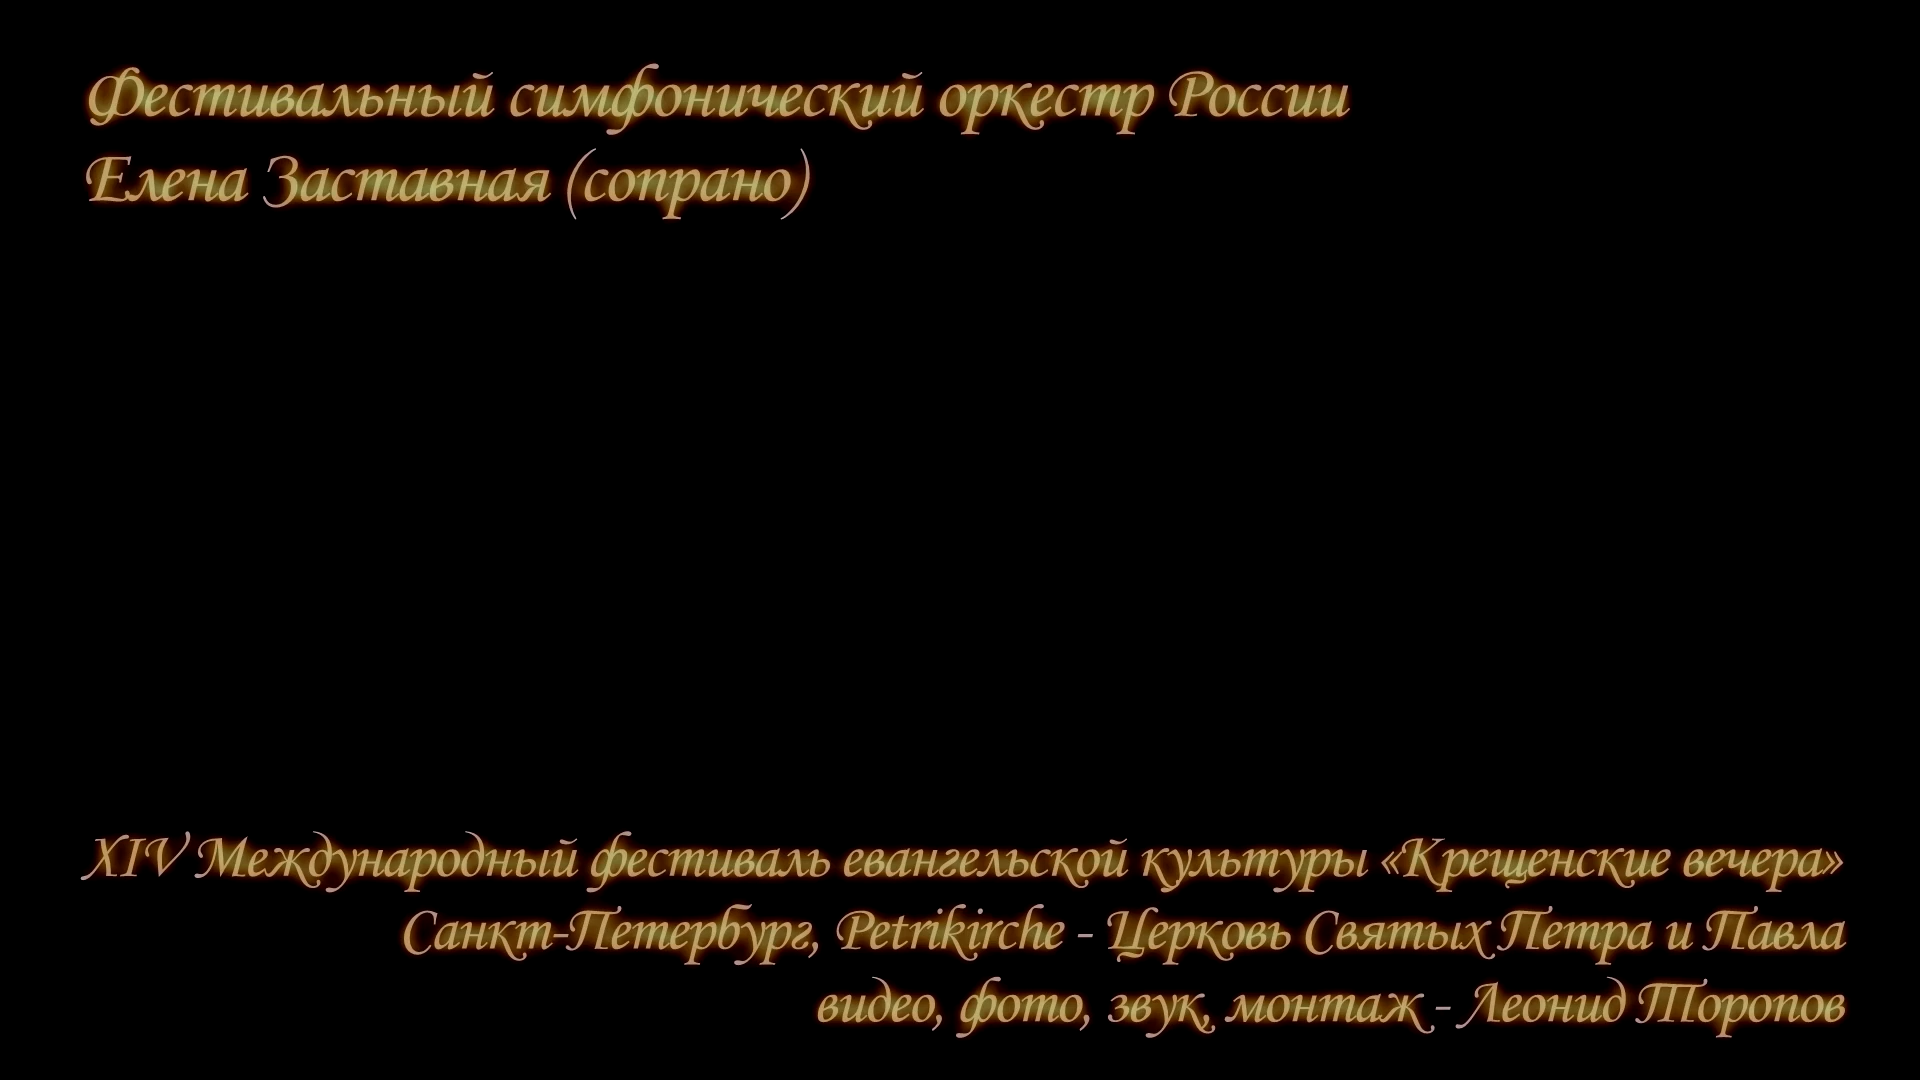 Фестивальный симфонический оркестр России
Елена Заставная (сопрано)
XIV Международный фестиваль евангельской культуры «Крещенские вечера»
Санкт-Петербург, Petrikirche - Церковь Святых Петра и Павла
видео, фото, звук, монтаж - Леонид Торопов